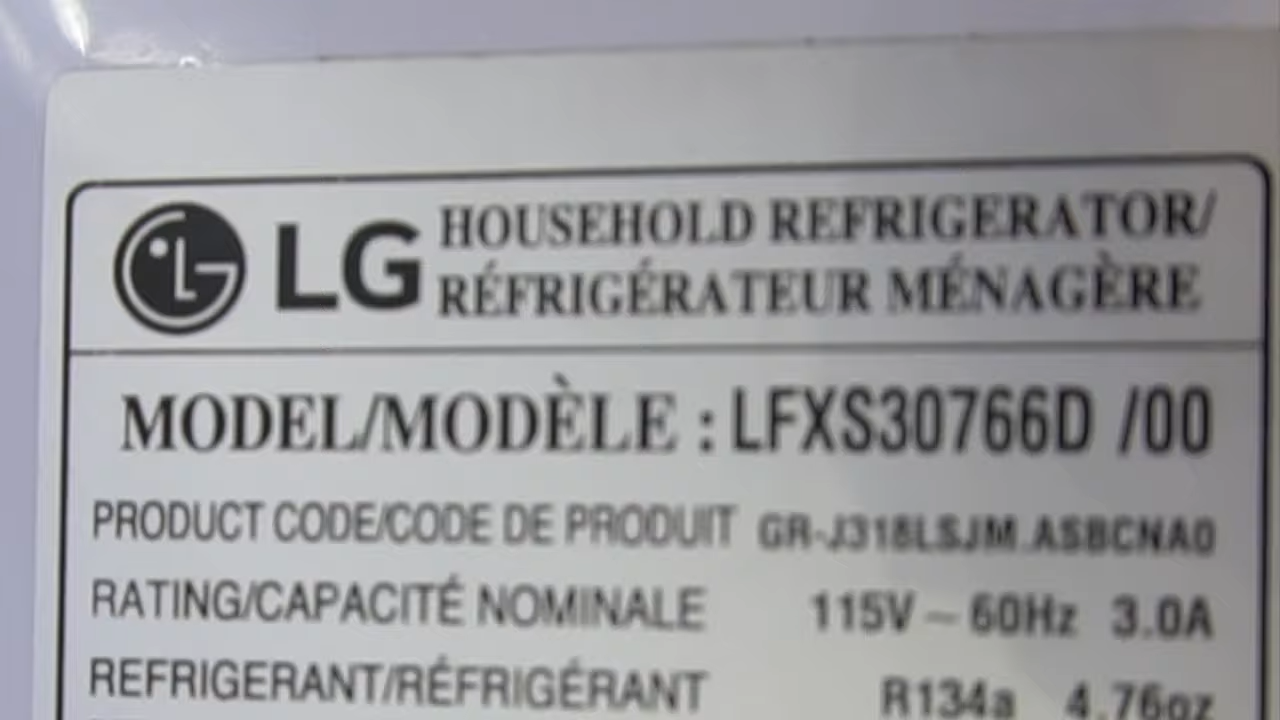 LG HOUSEHOLD REFRIGERATOR/
RÉFRIGÉRATEUR MÉNAGÈRE
MODEL/MODÈLE : LFXS30766D /00
PRODUCT CODE/CODE DE PRODUIT GR-J318LSJM.ASBCNA0
RATING/CAPACITÉ NOMINALE 115V~60Hz 3.0A
REFRIGERANT/RÉFRIGÉRANT R134a 4.76oz